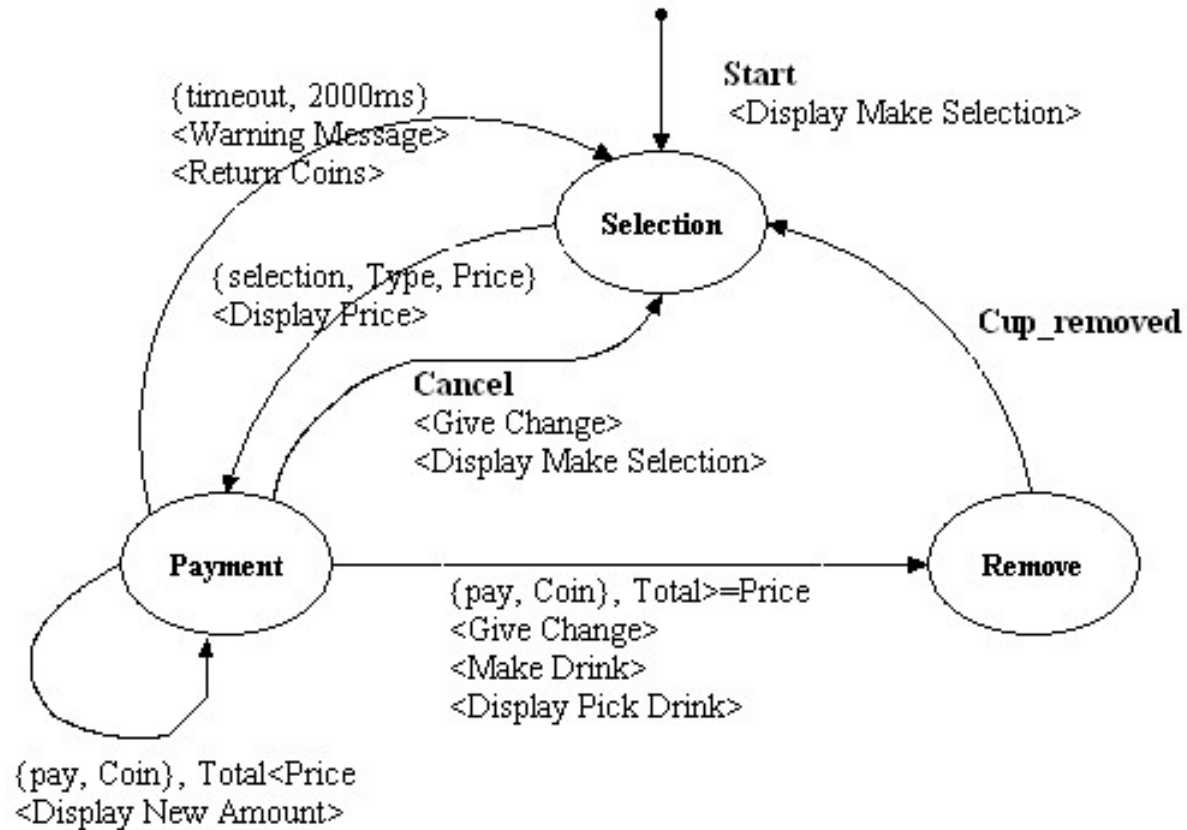 Start
<Display Make Selection>
{timeout, 2000ms}
<Warning Message>
<Return Coins>
Selection
{selection, Type, Price}
<Display Price>
Cup_removed
Cancel
<Give Change>
<Display Make Selection>
Payment
Remove
{pay, Coin}, Total>=Price
<Give Change>
<Make Drink>
<Display Pick Drink>
{pay, Coin}, Total<Price
<Display New Amount>